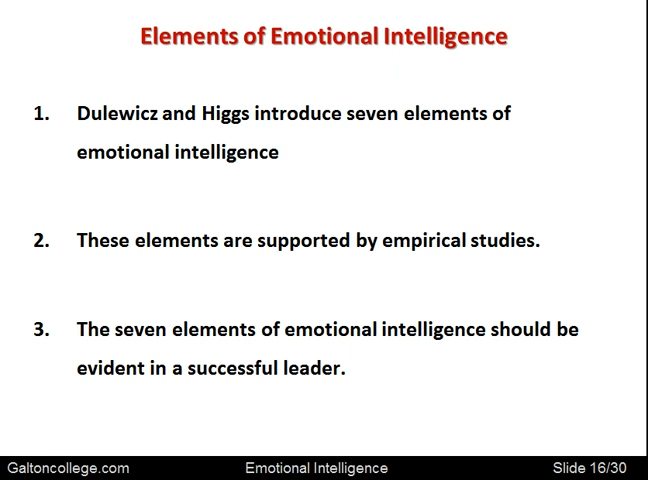 Elements of Emotional Intelligence
1. Dulewicz and Higgs introduce seven elements of
emotional intelligence
2. These elements are supported by empirical studies.
3. The seven elements of emotional intelligence should be
evident in a successful leader.
Galtoncollege.com Emotional Intelligence Slide 16/30